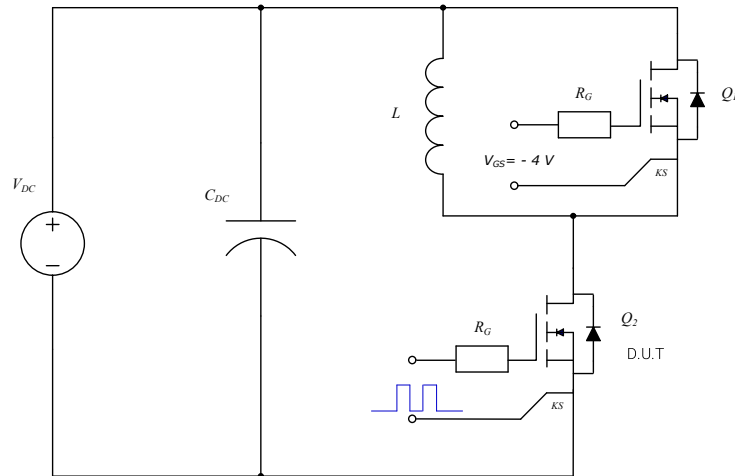 R_G
Q_1
L
V_GS= - 4 V
KS
V_DC
C_DC
+
−
R_G
Q_2
D.U.T
KS